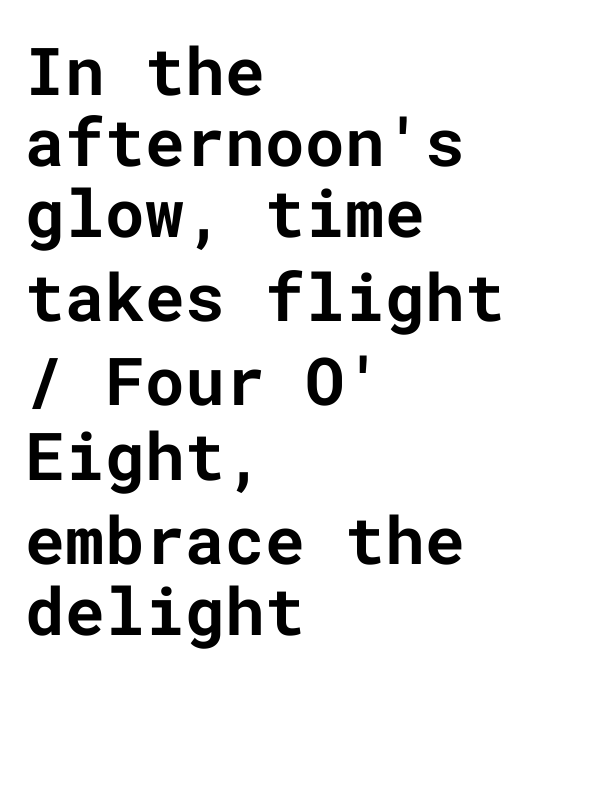 In the
afternoon's
glow, time
takes flight
/ Four O'
Eight,
embrace the
delight